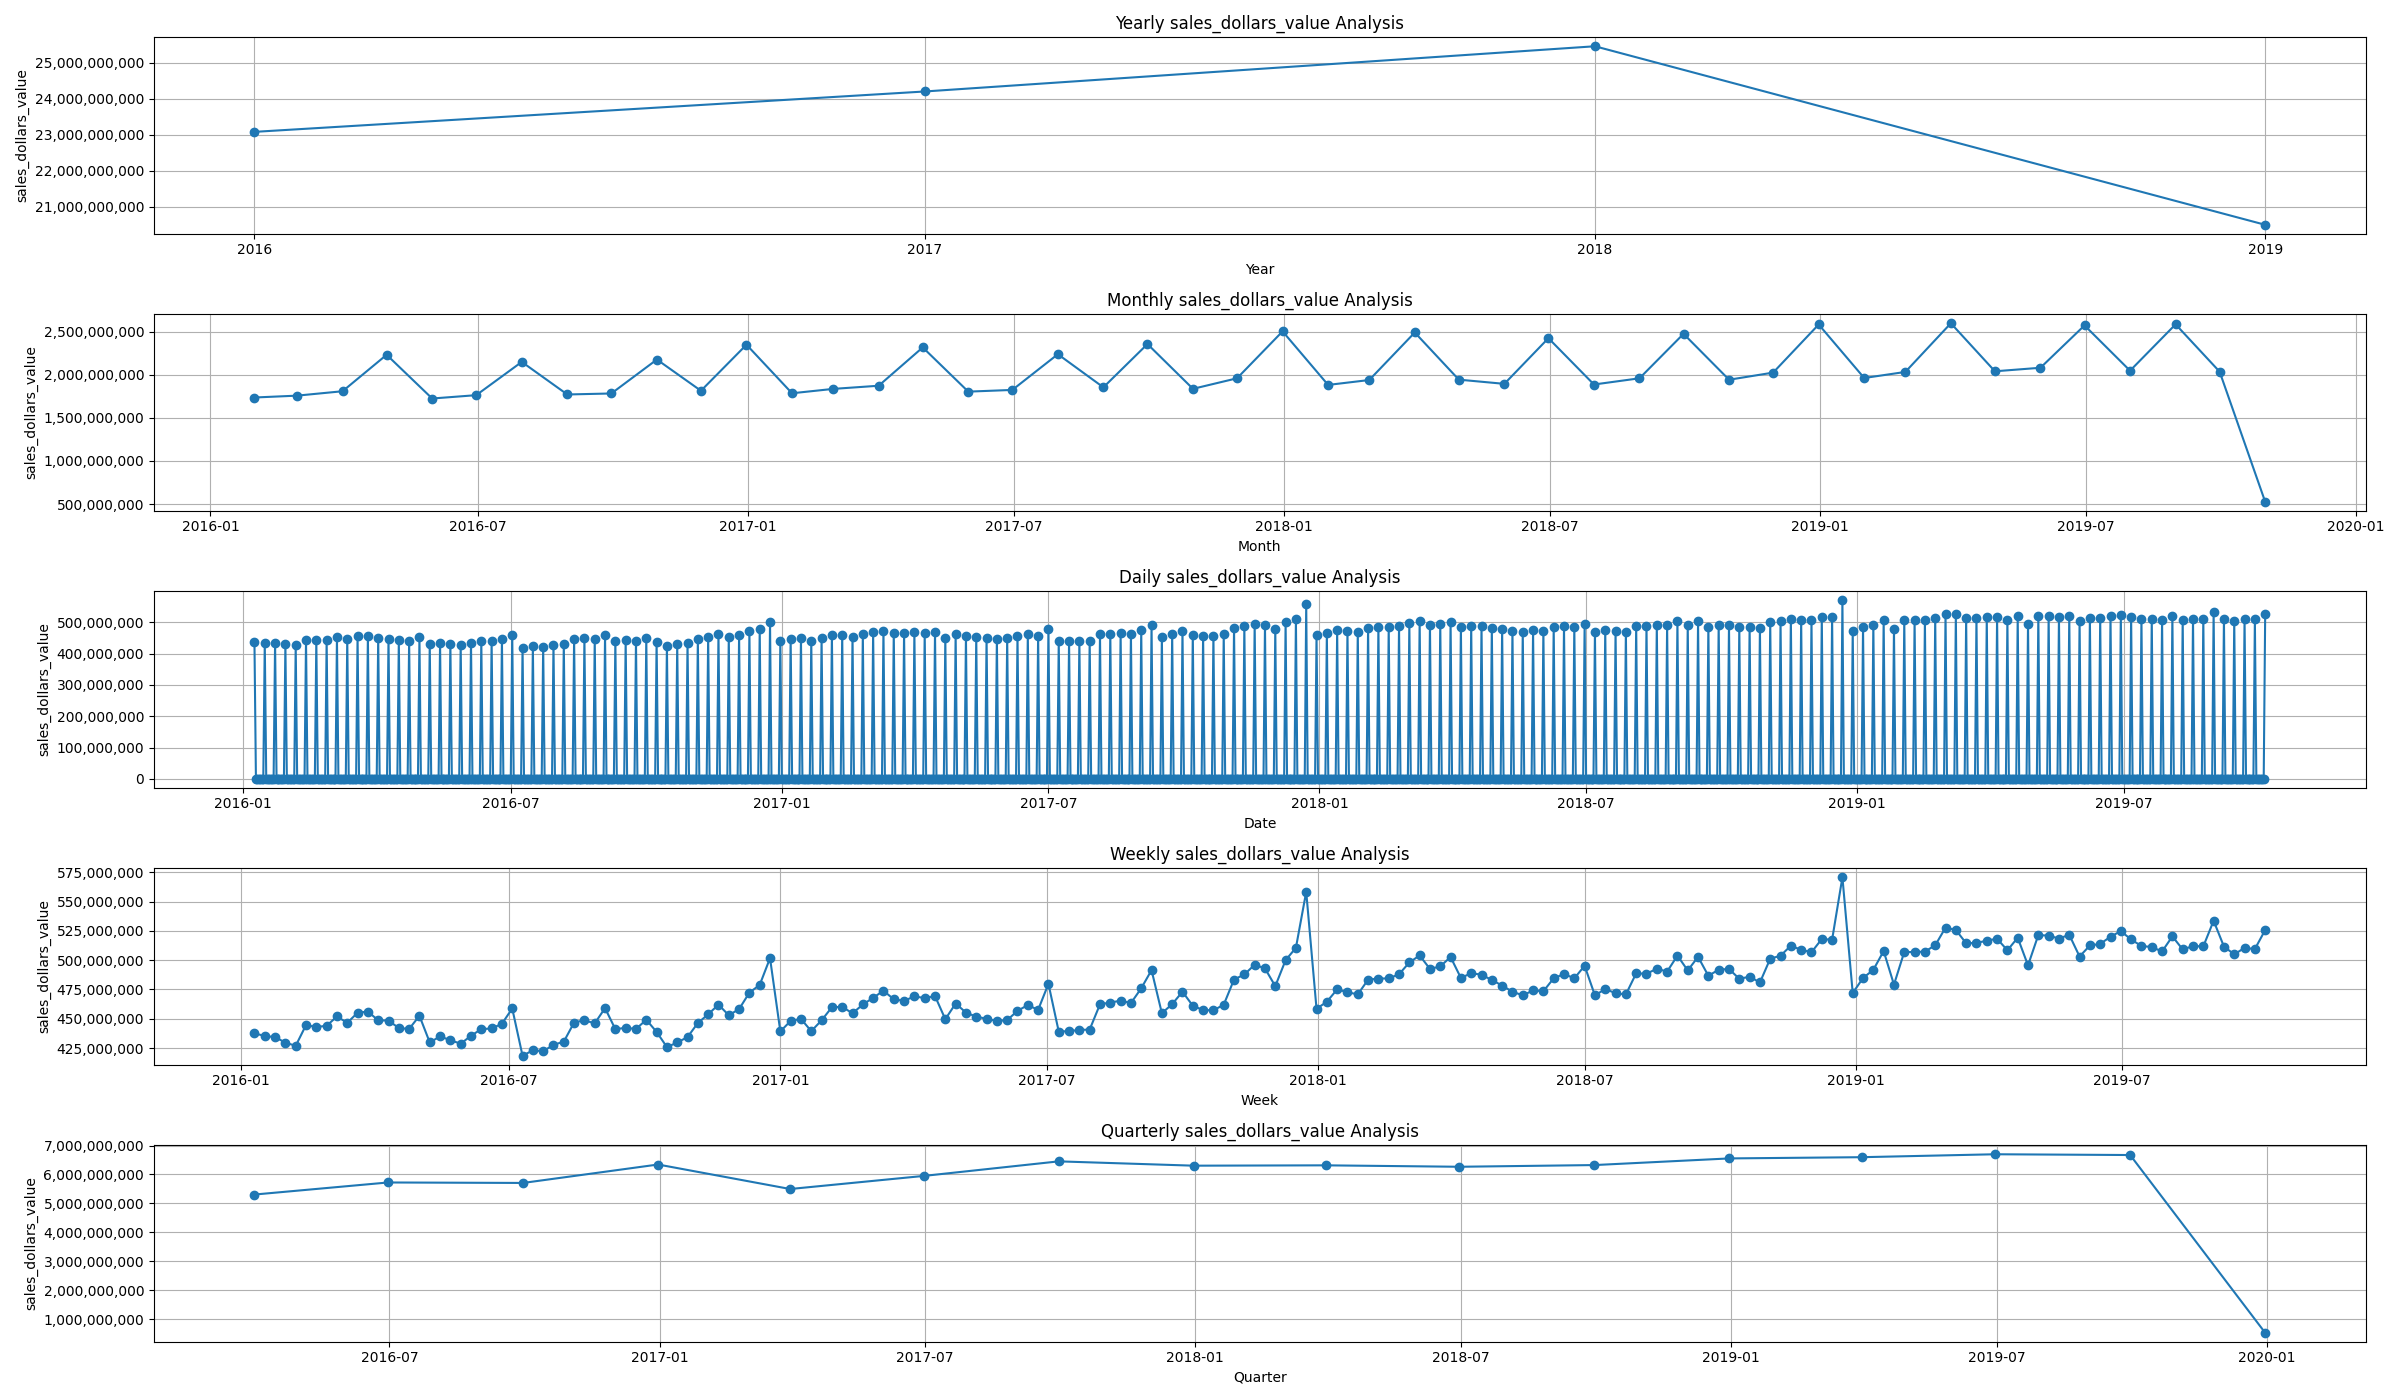 Yearly sales_dollars_value Analysis
sales_dollars_value
25,000,000,000
24,000,000,000
23,000,000,000
22,000,000,000
21,000,000,000
2016 2017 2018 2019
Year
Monthly sales_dollars_value Analysis
sales_dollars_value
2,500,000,000
2,000,000,000
1,500,000,000
1,000,000,000
500,000,000
2016-01 2016-07 2017-01 2017-07 2018-01 2018-07 2019-01 2019-07 2020-01
Month
Daily sales_dollars_value Analysis
sales_dollars_value
500,000,000
400,000,000
300,000,000
200,000,000
100,000,000
0
2016-01 2016-07 2017-01 2017-07 2018-01 2018-07 2019-01 2019-07
Date
Weekly sales_dollars_value Analysis
sales_dollars_value
575,000,000
550,000,000
525,000,000
500,000,000
475,000,000
450,000,000
425,000,000
2016-01 2016-07 2017-01 2017-07 2018-01 2018-07 2019-01 2019-07
Week
Quarterly sales_dollars_value Analysis
sales_dollars_value
7,000,000,000
6,000,000,000
5,000,000,000
4,000,000,000
3,000,000,000
2,000,000,000
1,000,000,000
2016-07 2017-01 2017-07 2018-01 2018-07 2019-01 2019-07 2020-01
Quarter